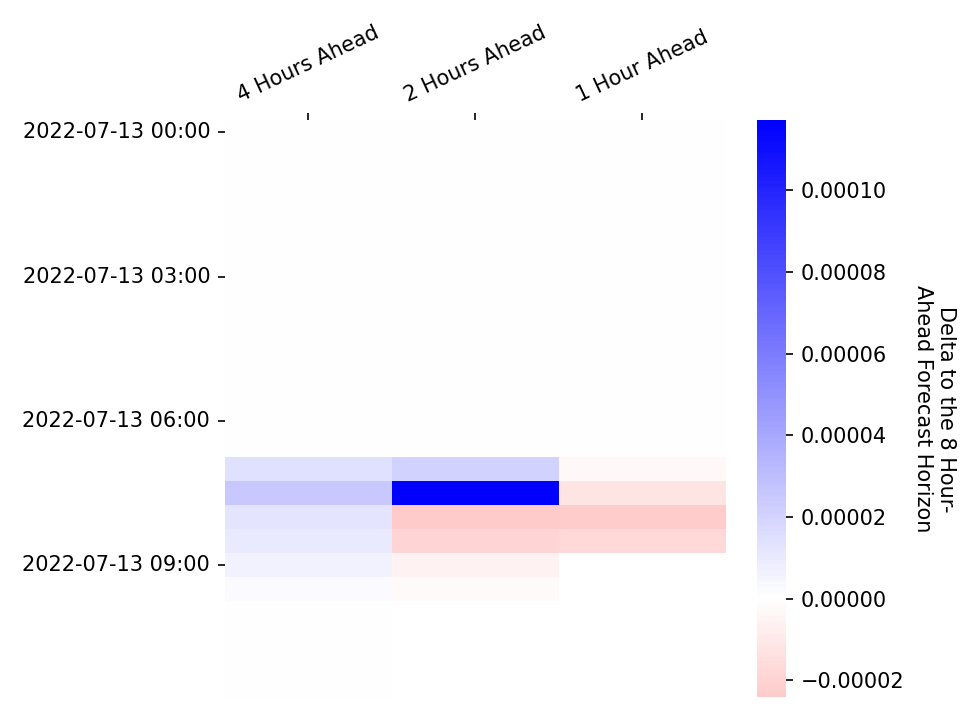 4 Hours Ahead
2 Hours Ahead
1 Hour Ahead
2022-07-13 00:00
2022-07-13 03:00
2022-07-13 06:00
2022-07-13 09:00
0.00010
0.00008
0.00006
0.00004
0.00002
0.00000
−0.00002
Delta to the 8 Hour-
Ahead Forecast Horizon